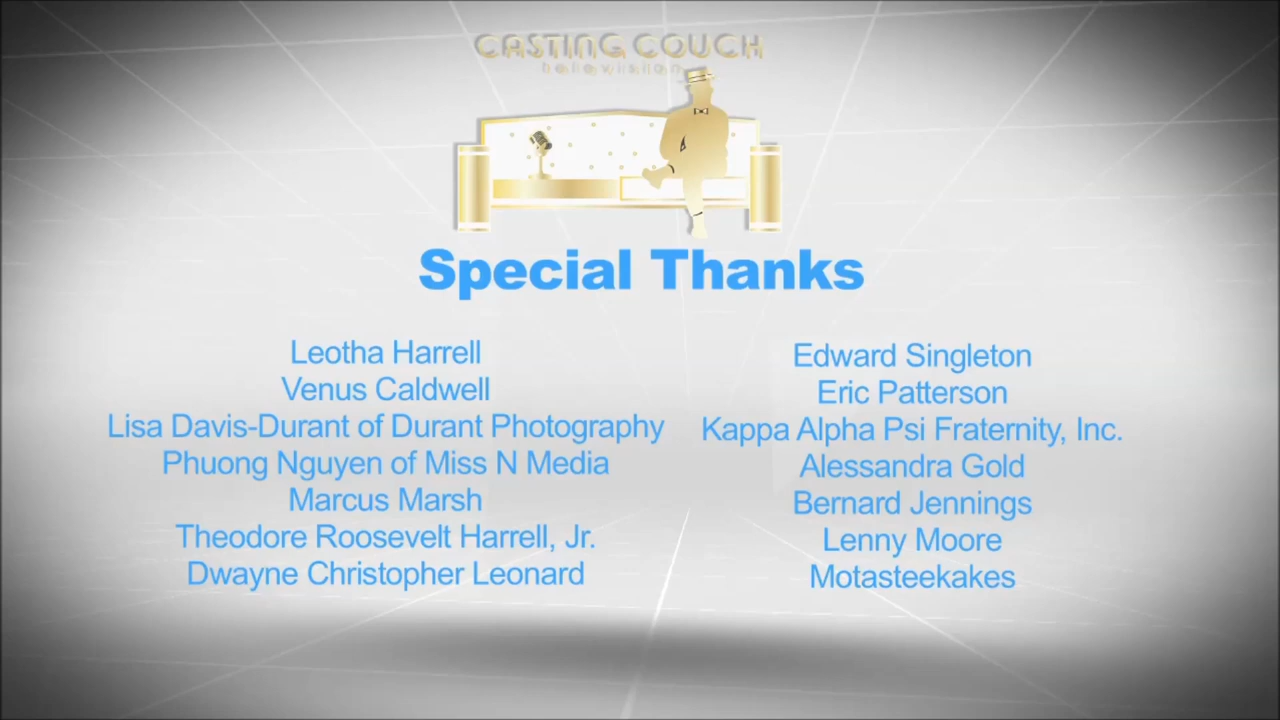 CASTING COUCH
television
Special Thanks
Leotha Harrell
Venus Caldwell
Lisa Davis-Durant of Durant Photography
Phuong Nguyen of Miss N Media
Marcus Marsh
Theodore Roosevelt Harrell, Jr.
Dwayne Christopher Leonard
Edward Singleton
Eric Patterson
Kappa Alpha Psi Fraternity, Inc.
Alessandra Gold
Bernard Jennings
Lenny Moore
Motasteekakes